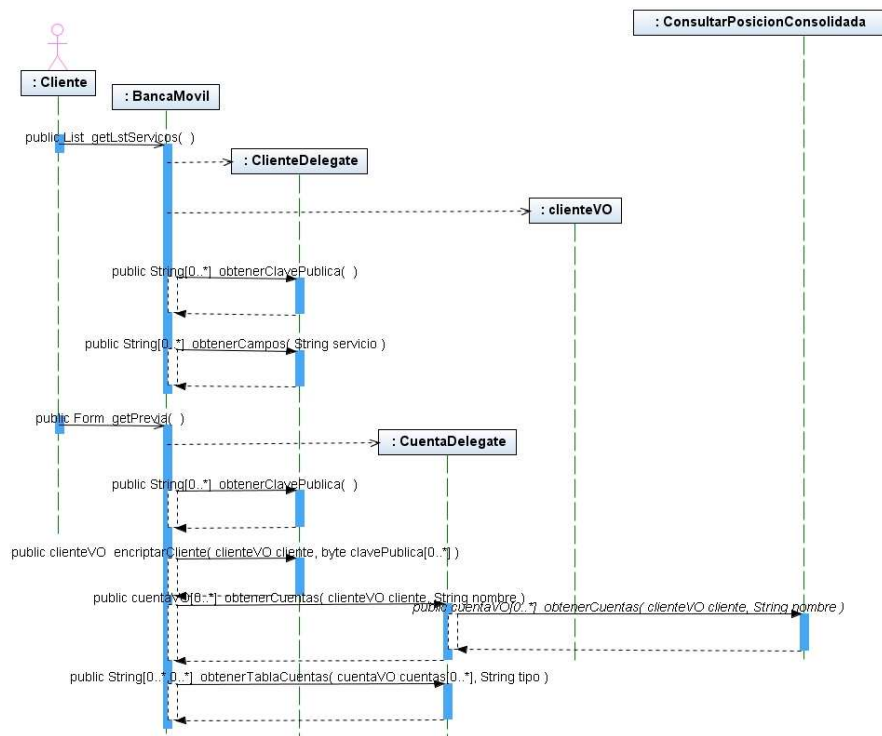 : ConsultarPosicionConsolidada
: Cliente
: BancaMovil
public List getLstServicos( )
: ClienteDelegate
: clienteVO
public String[0..*] obtenerClavePublica( )
public String[0..*] obtenerCampos( String servicio )
public Form getPrevia( )
: CuentaDelegate
public String[0..*] obtenerClavePublica( )
public clienteVO encriptarCliente( clienteVO cliente, byte clavePublica[0..*] )
public cuentaVO[0..*] obtenerCuentas( clienteVO cliente, String nombre )
public cuentaVO[0..*] obtenerCuentas( clienteVO cliente, String nombre )
public String[0..*,0..*] obtenerTablaCuentas( cuentaVO cuentas[0..*], String tipo )